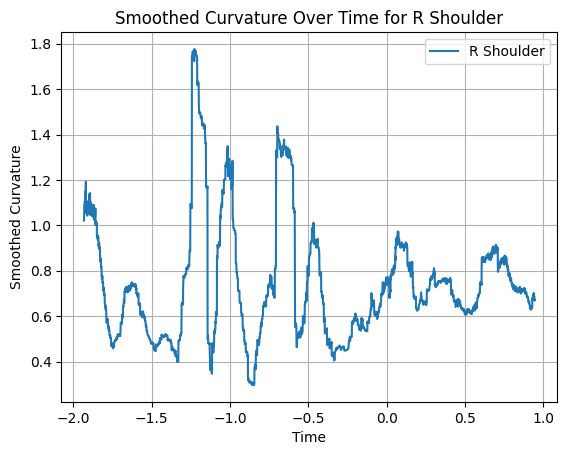 Smoothed Curvature Over Time for R Shoulder
R Shoulder
Smoothed Curvature
1.8
1.6
1.4
1.2
1.0
0.8
0.6
0.4
−2.0 −1.5 −1.0 −0.5 0.0 0.5 1.0
Time